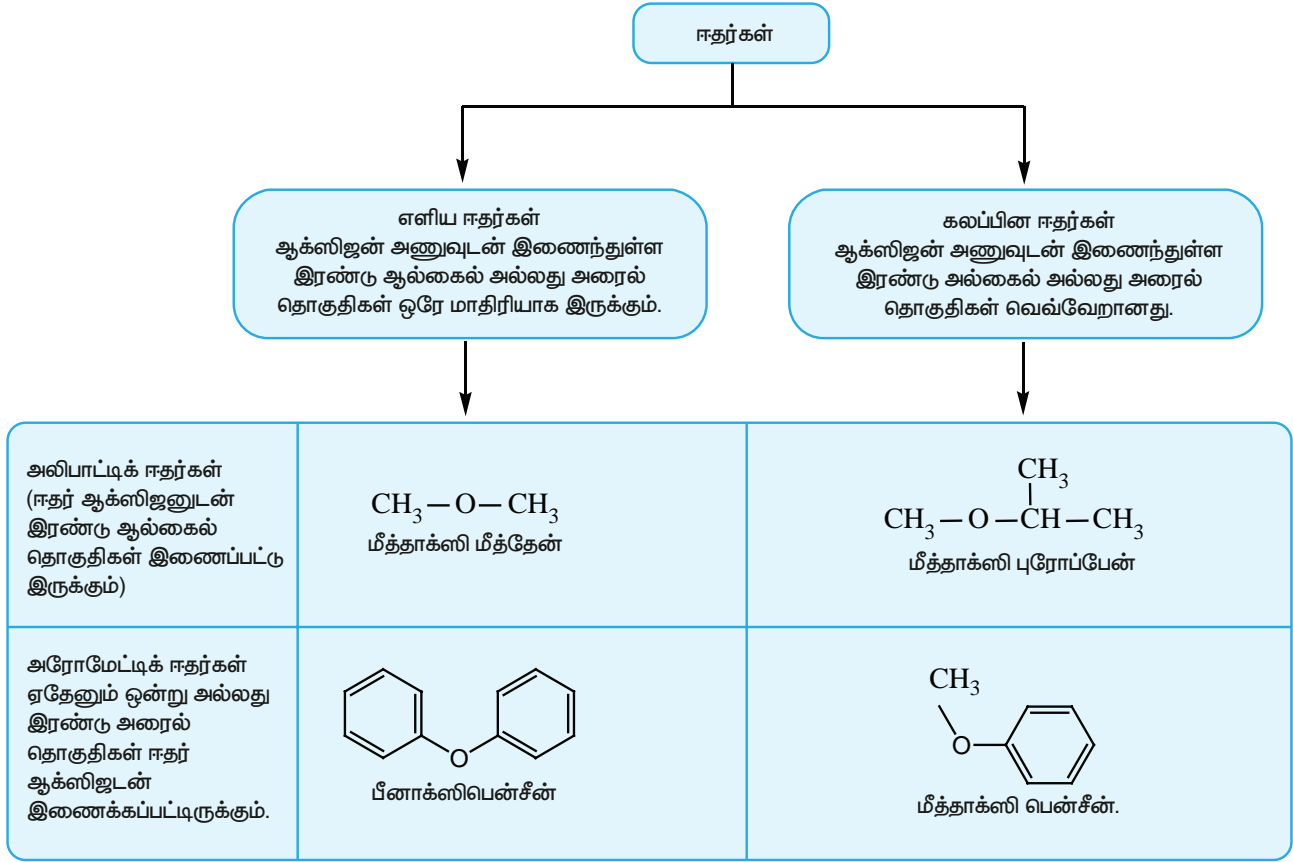 ஈதர்கள்
எளிய ஈதர்கள்
ஆக்ஸிஜன் அணுவுடன் இணைந்துள்ள
இரண்டு ஆல்கைல் அல்லது அரைல்
தொகுதிகள் ஒரே மாதிரியாக இருக்கும்.
கலப்பின ஈதர்கள்
ஆக்ஸிஜன் அணுவுடன் இணைந்துள்ள
இரண்டு அல்கைல் அல்லது அரைல்
தொகுதிகள் வெவ்வேறானது.
அலிபாட்டிக் ஈதர்கள்
(ஈதர் ஆக்ஸிஜனுடன்
இரண்டு ஆல்கைல்
தொகுதிகள் இணைப்பட்டு
இருக்கும்)
CH₃ — O — CH₃
மீத்தாக்ஸி மீத்தேன்
CH₃
CH₃ — O — CH — CH₃
மீத்தாக்ஸி புரோப்பேன்
அரோமேட்டிக் ஈதர்கள்
ஏதேனும் ஒன்று அல்லது
இரண்டு அரைல்
தொகுதிகள் ஈதர்
ஆக்ஸிஜடன்
இணைக்கப்பட்டிருக்கும்.
O
பீனாக்ஸிபென்சீன்
CH₃
O
மீத்தாக்ஸி பென்சீன்.